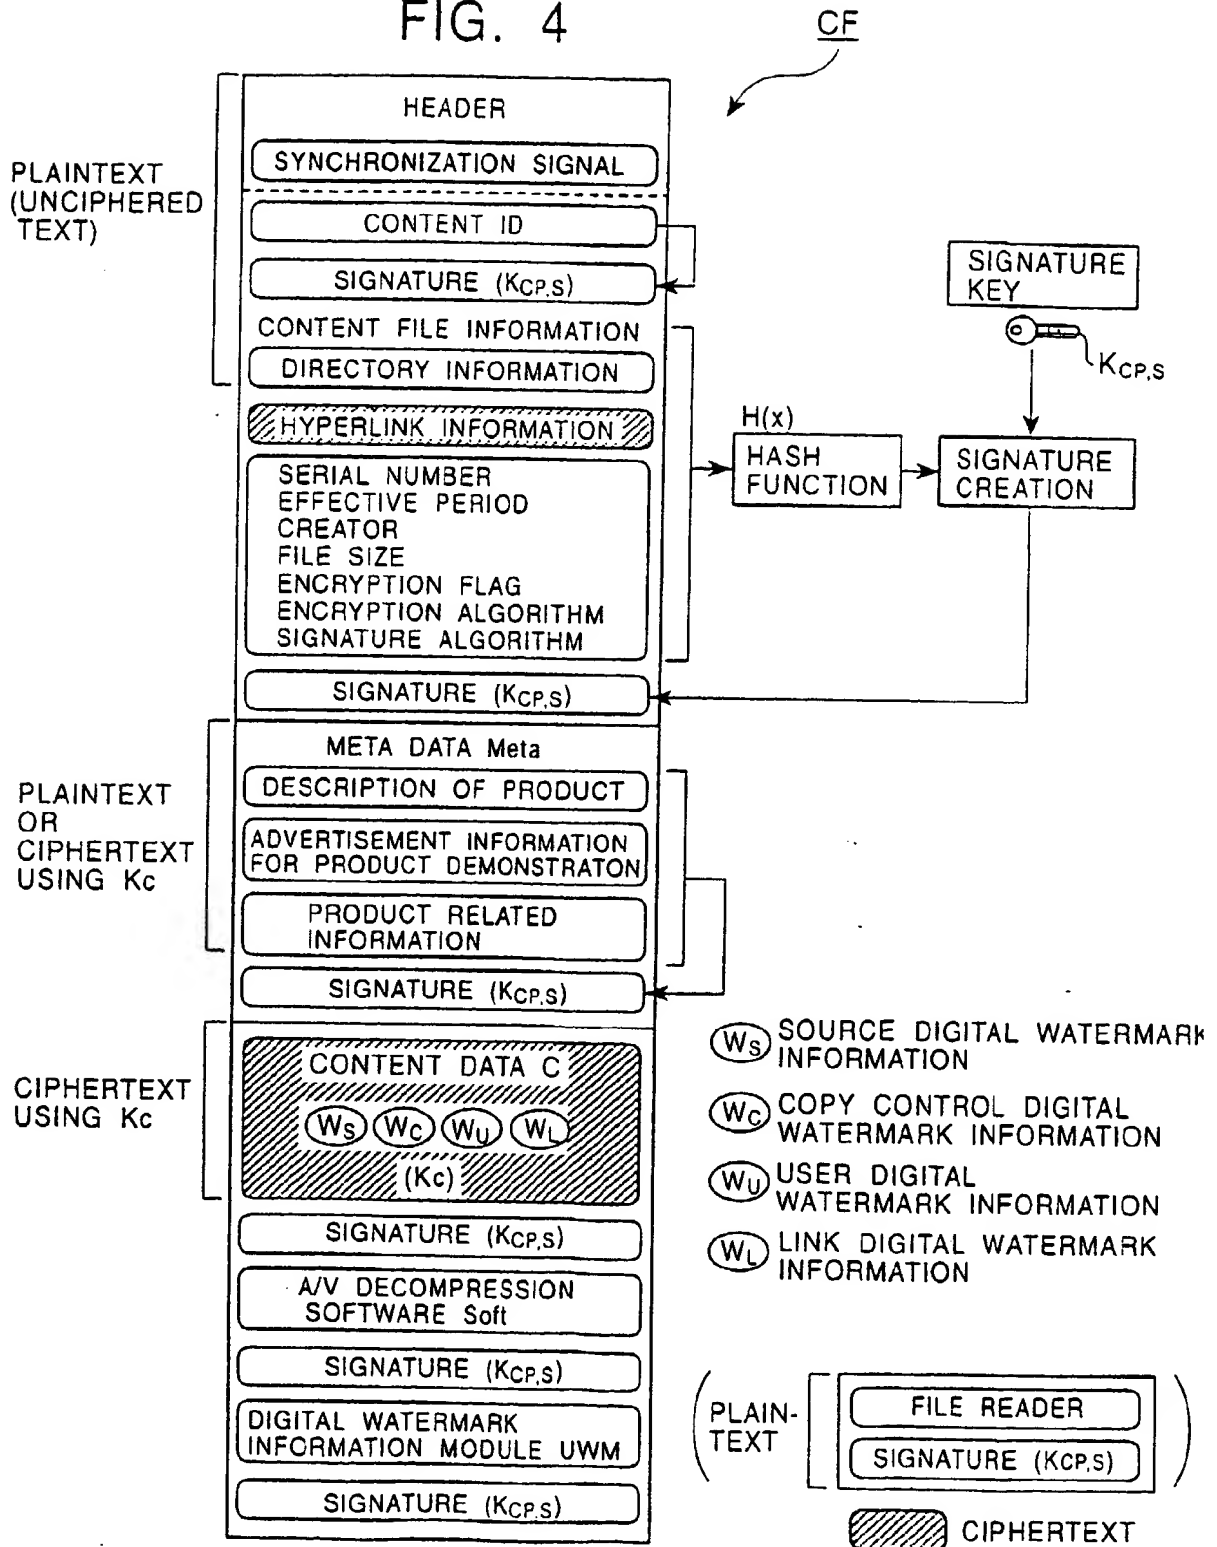 FIG. 4
CF
HEADER
SYNCHRONIZATION SIGNAL
PLAINTEXT
(UNCIPHERED
TEXT)
CONTENT ID
SIGNATURE (KCP,S)
CONTENT FILE INFORMATION
DIRECTORY INFORMATION
HYPERLINK INFORMATION
SERIAL NUMBER
EFFECTIVE PERIOD
CREATOR
FILE SIZE
ENCRYPTION FLAG
ENCRYPTION ALGORITHM
SIGNATURE ALGORITHM
SIGNATURE (KCP,S)
SIGNATURE
KEY
KCP,S
H(x)
HASH
FUNCTION
SIGNATURE
CREATION
META DATA Meta
DESCRIPTION OF PRODUCT
ADVERTISEMENT INFORMATION
FOR PRODUCT DEMONSTRATON
PRODUCT RELATED
INFORMATION
SIGNATURE (KCP,S)
PLAINTEXT
OR
CIPHERTEXT
USING Kc
CIPHERTEXT
USING Kc
CONTENT DATA C
WS WC WU WL
(Kc)
SIGNATURE (KCP,S)
A/V DECOMPRESSION
SOFTWARE Soft
SIGNATURE (KCP,S)
DIGITAL WATERMARK
INFORMATION MODULE UWM
SIGNATURE (KCP,S)
WS SOURCE DIGITAL WATERMARK
INFORMATION
WC COPY CONTROL DIGITAL
WATERMARK INFORMATION
WU USER DIGITAL
WATERMARK INFORMATION
WL LINK DIGITAL WATERMARK
INFORMATION
PLAIN-
TEXT
FILE READER
SIGNATURE (KCP,S)
CIPHERTEXT